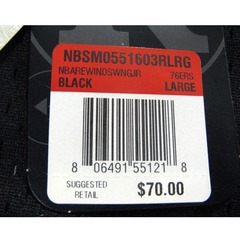 NBSM0551603RLRG
NBAREWINDSWNGJR 76ERS
BLACK LARGE
8 06491 55121 8
SUGGESTED
RETAIL $70.00